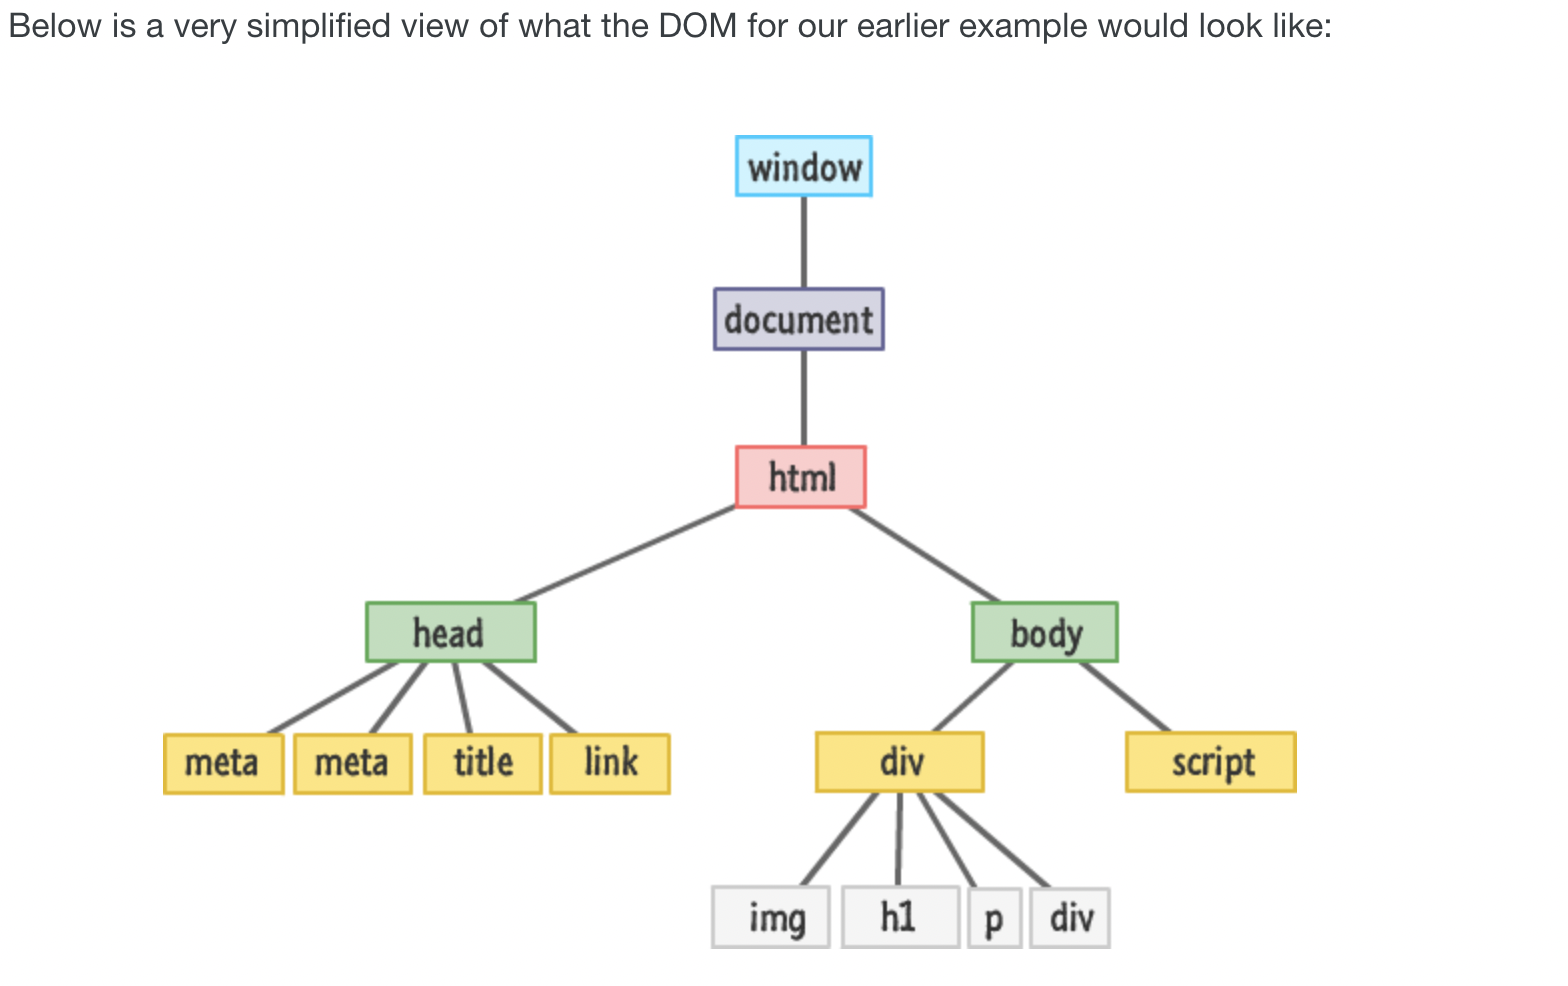 Below is a very simplified view of what the DOM for our earlier example would look like:
window
document
html
head body
meta meta title link div script
img h1 p div